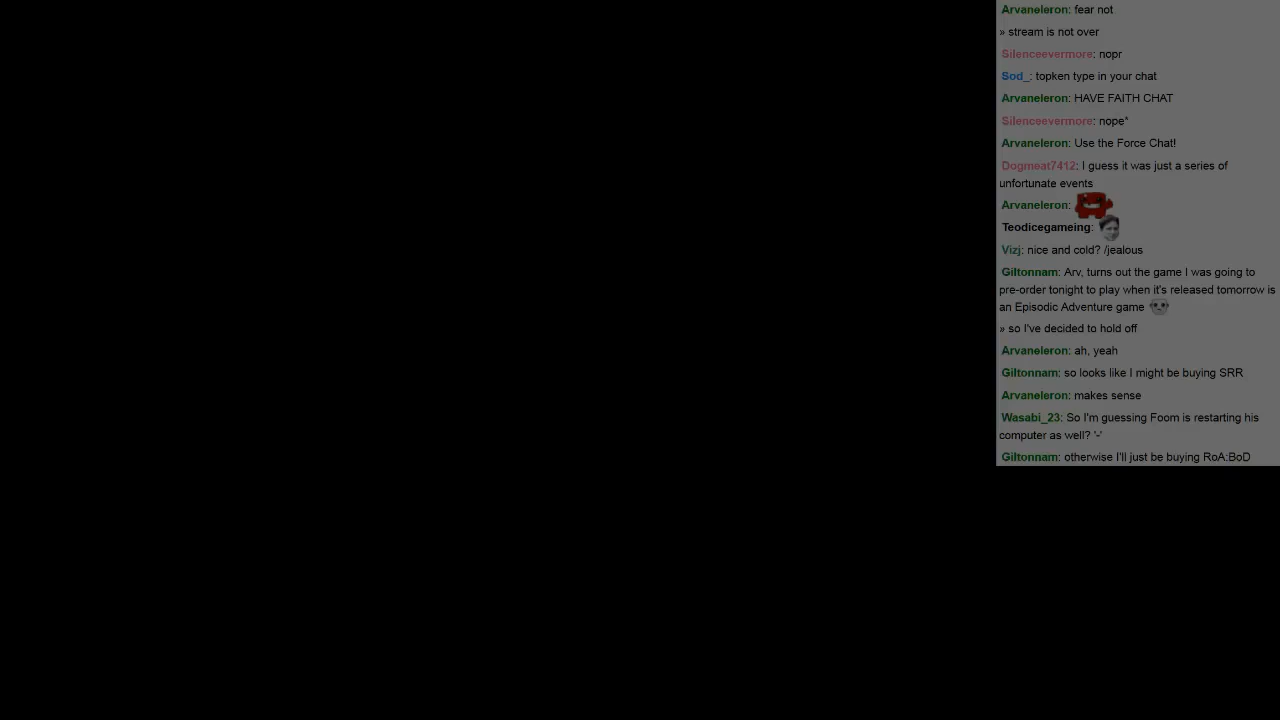 Arvaneleron: fear not
» stream is not over
Silenceevermore: nopr
Sod_: topken type in your chat
Arvaneleron: HAVE FAITH CHAT
Silenceevermore: nope*
Arvaneleron: Use the Force Chat!
Dogmeat7412: I guess it was just a series of
unfortunate events
Arvaneleron:
Teodicegameing:
Vizj: nice and cold? /jealous
Giltonnam: Arv, turns out the game I was going to
pre-order tonight to play when it's released tomorrow is
an Episodic Adventure game
» so I've decided to hold off
Arvaneleron: ah, yeah
Giltonnam: so looks like I might be buying SRR
Arvaneleron: makes sense
Wasabi_23: So I'm guessing Foom is restarting his
computer as well? '-'
Giltonnam: otherwise I'll just be buying RoA:BoD